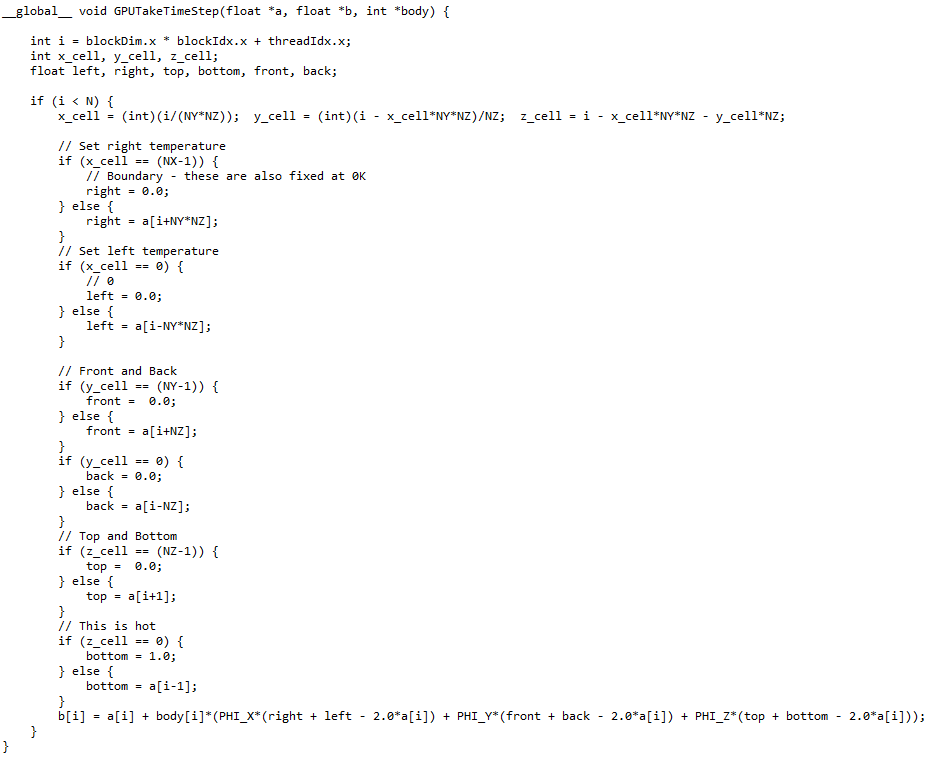 __global__ void GPUTakeTimeStep(float *a, float *b, int *body) {
int i = blockDim.x * blockIdx.x + threadIdx.x;
int x_cell, y_cell, z_cell;
float left, right, top, bottom, front, back;
if (i < N) {
x_cell = (int)(i/(NY*NZ));  y_cell = (int)(i - x_cell*NY*NZ)/NZ;  z_cell = i - x_cell*NY*NZ - y_cell*NZ;
// Set right temperature
if (x_cell == (NX-1)) {
// Boundary - these are also fixed at 0K
right = 0.0;
} else {
right = a[i+NY*NZ];
}
// Set left temperature
if (x_cell == 0) {
// 0
left = 0.0;
} else {
left = a[i-NY*NZ];
}
// Front and Back
if (y_cell == (NY-1)) {
front =  0.0;
} else {
front = a[i+NZ];
}
if (y_cell == 0) {
back = 0.0;
} else {
back = a[i-NZ];
}
// Top and Bottom
if (z_cell == (NZ-1)) {
top =  0.0;
} else {
top = a[i+1];
}
// This is hot
if (z_cell == 0) {
bottom = 1.0;
} else {
bottom = a[i-1];
}
b[i] = a[i] + body[i]*(PHI_X*(right + left - 2.0*a[i]) + PHI_Y*(front + back - 2.0*a[i]) + PHI_Z*(top + bottom - 2.0*a[i]));
}
}